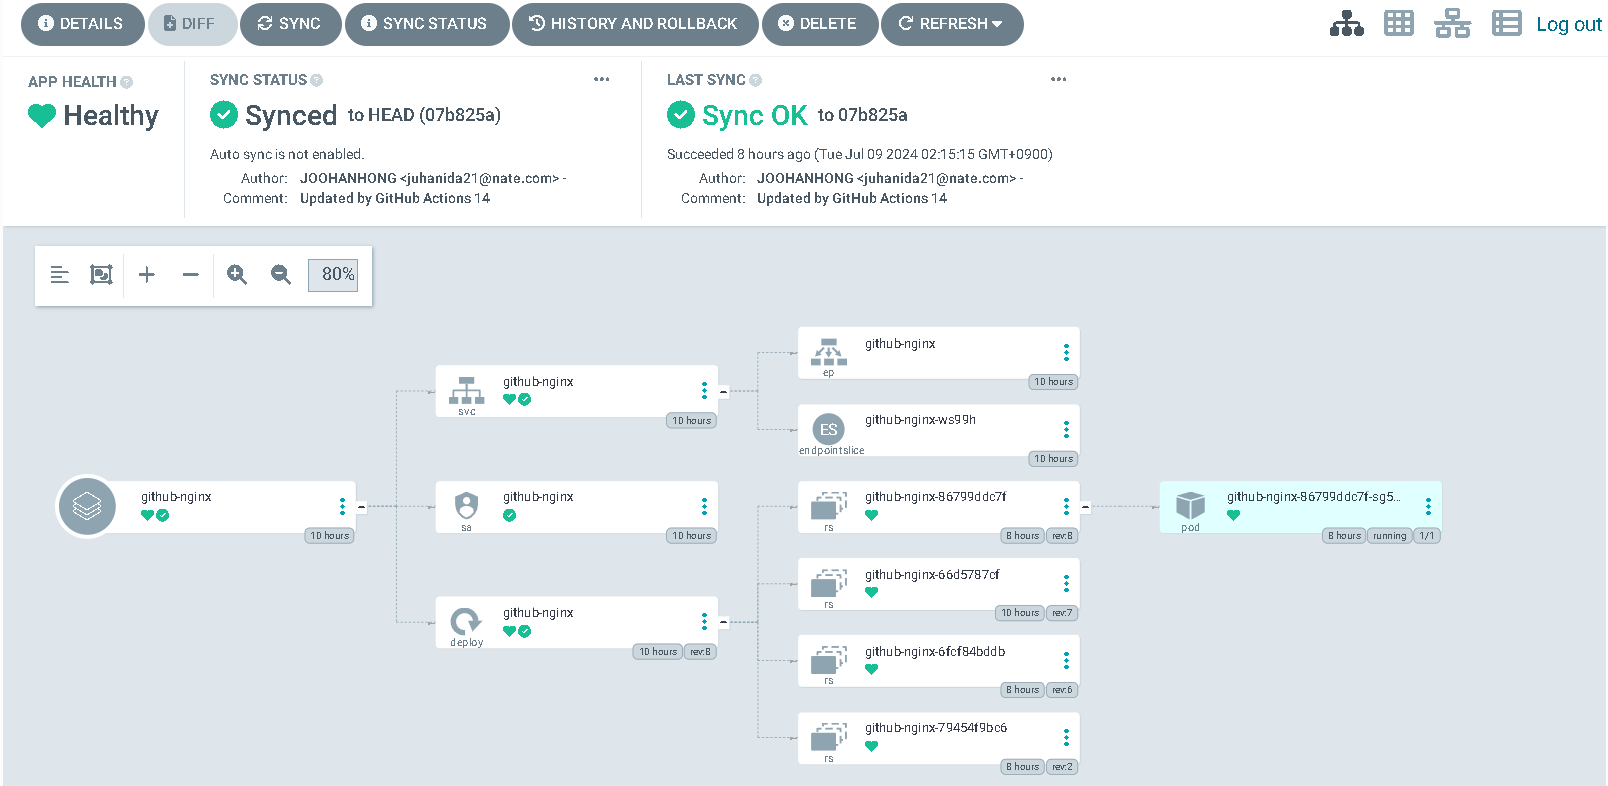 DETAILS
DIFF
SYNC
SYNC STATUS
HISTORY AND ROLLBACK
DELETE
REFRESH
Log out
APP HEALTH
Healthy
SYNC STATUS
Synced to HEAD (07b825a)
Auto sync is not enabled.
Author: JOOHANHONG <juhanida21@nate.com> -
Comment: Updated by GitHub Actions 14
LAST SYNC
Sync OK to 07b825a
Succeeded 8 hours ago (Tue Jul 09 2024 02:15:15 GMT+0900)
Author: JOOHANHONG <juhanida21@nate.com> -
Comment: Updated by GitHub Actions 14
80%
github-nginx
10 hours
svc
github-nginx
10 hours
sa
github-nginx
10 hours
deploy
github-nginx
10 hours
rev:8
ep
github-nginx
10 hours
ES
endpointslice
github-nginx-ws99h
10 hours
rs
github-nginx-86799ddc7f
8 hours
rev:8
rs
github-nginx-66d5787cf
10 hours
rev:7
rs
github-nginx-6fcf84bddb
8 hours
rev:6
rs
github-nginx-79454f9bc6
8 hours
rev:2
pod
github-nginx-86799ddc7f-sg5...
8 hours
running
1/1